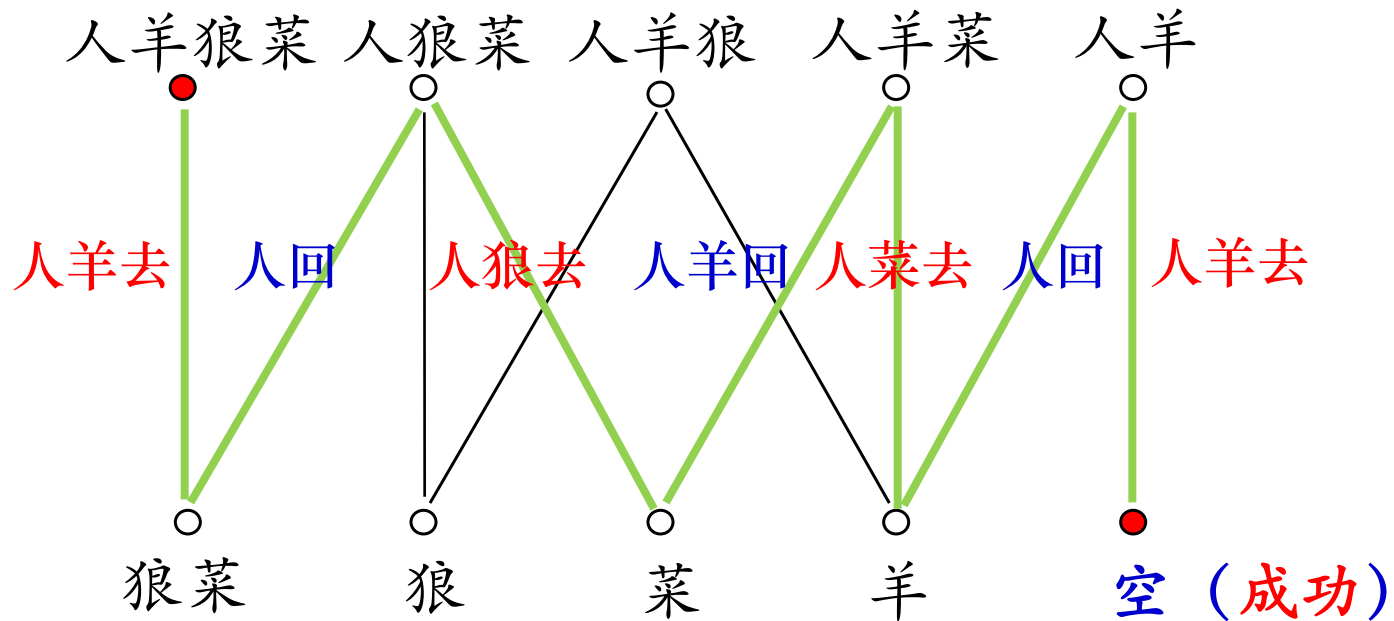 人羊狼菜 人狼菜 人羊狼 人羊菜 人羊
人羊去 人回 人狼去 人羊回 人菜去 人回 人羊去
狼菜 狼 菜 羊 空（成功）